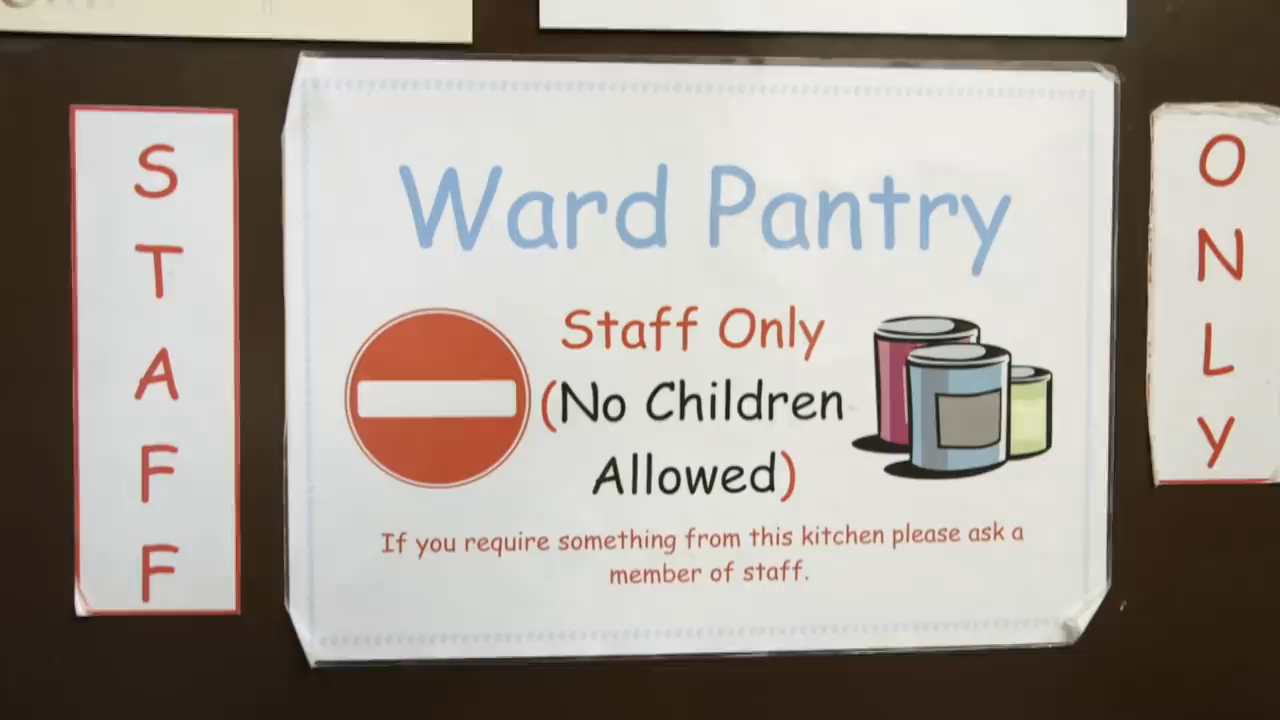 S
T
A
F
F
Ward Pantry
Staff Only
(No Children
Allowed)
If you require something from this kitchen please ask a
member of staff.
O
N
L
Y